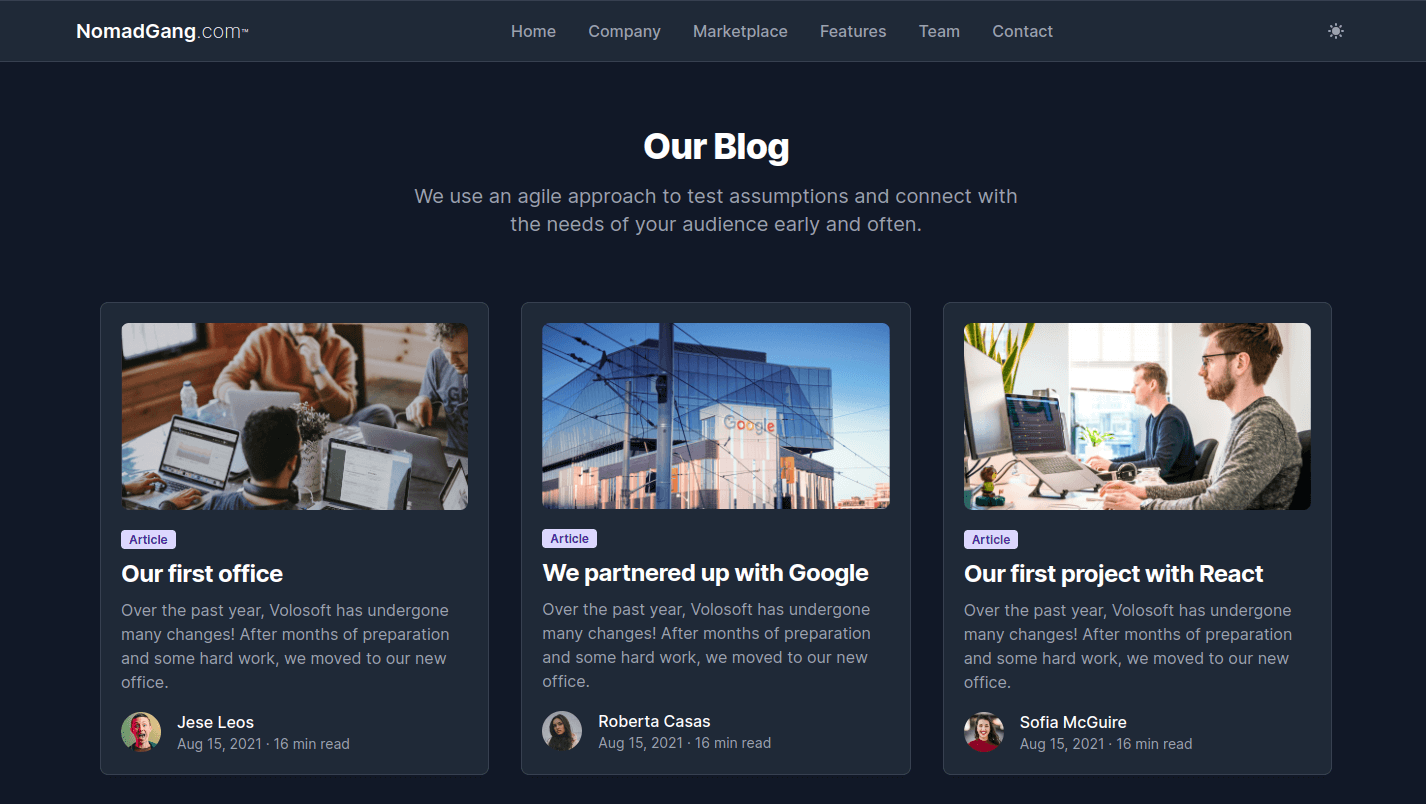 NomadGang.com™
Home Company Marketplace Features Team Contact
Our Blog
We use an agile approach to test assumptions and connect with
the needs of your audience early and often.
Google
Article
Our first office
Over the past year, Volosoft has undergone
many changes! After months of preparation
and some hard work, we moved to our new
office.
Jese Leos
Aug 15, 2021 · 16 min read
Article
We partnered up with Google
Over the past year, Volosoft has undergone
many changes! After months of preparation
and some hard work, we moved to our new
office.
Roberta Casas
Aug 15, 2021 · 16 min read
Article
Our first project with React
Over the past year, Volosoft has undergone
many changes! After months of preparation
and some hard work, we moved to our new
office.
Sofia McGuire
Aug 15, 2021 · 16 min read